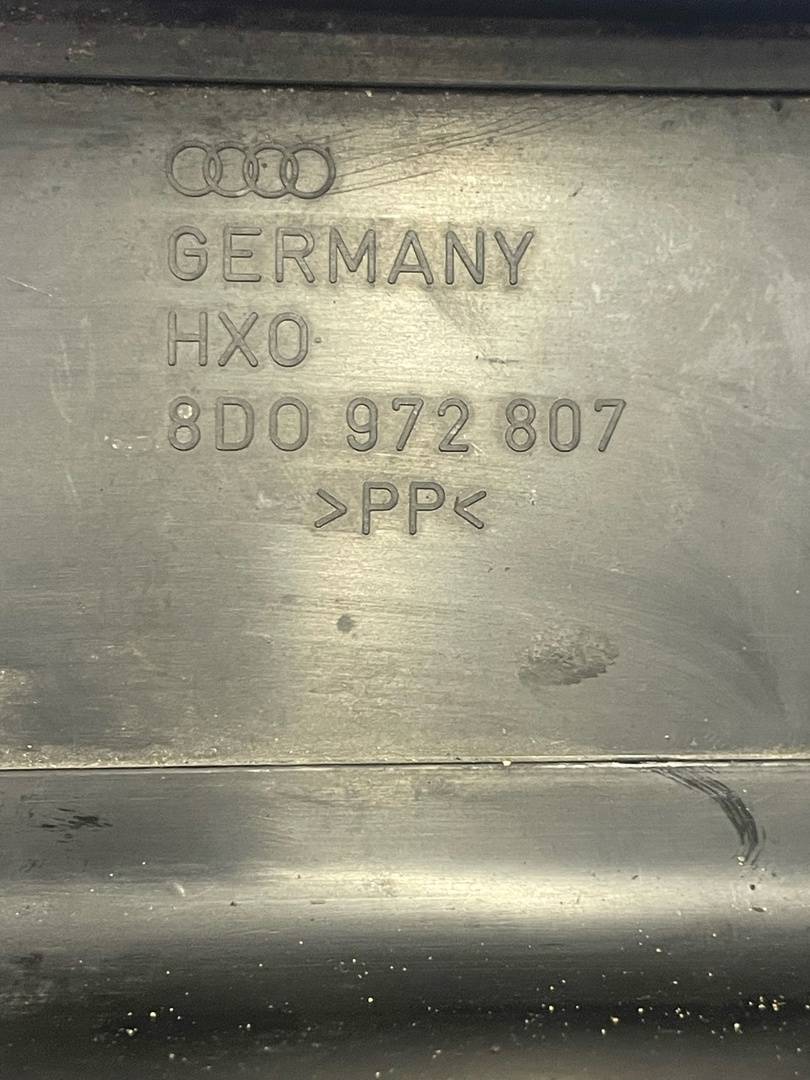 GERMANY
HXO
8D0 972 807
>PP<